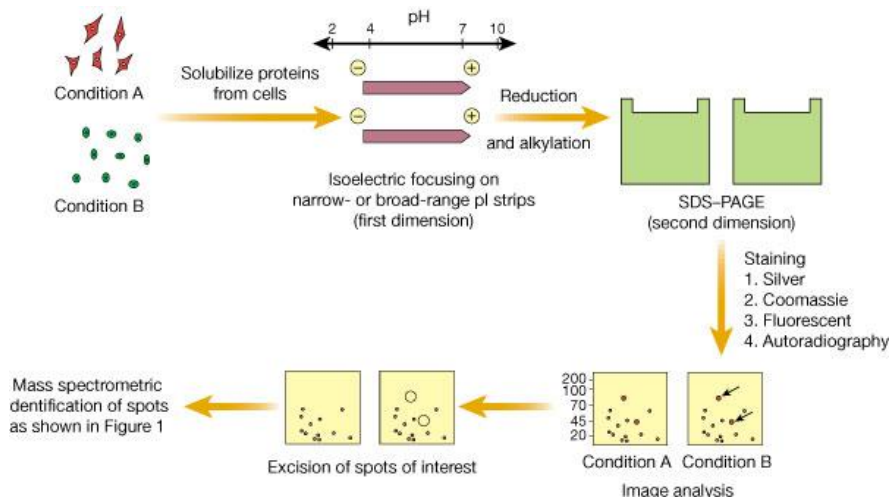 pH
2 4 7 10
− +
− +
Condition A
Condition B
Solubilize proteins
from cells
Isoelectric focusing on
narrow- or broad-range pI strips
(first dimension)
Reduction
and alkylation
SDS–PAGE
(second dimension)
Staining
1. Silver
2. Coomassie
3. Fluorescent
4. Autoradiography
200
100
70
45
20
Condition A Condition B
Image analysis
Excision of spots of interest
Mass spectrometric
dentification of spots
as shown in Figure 1